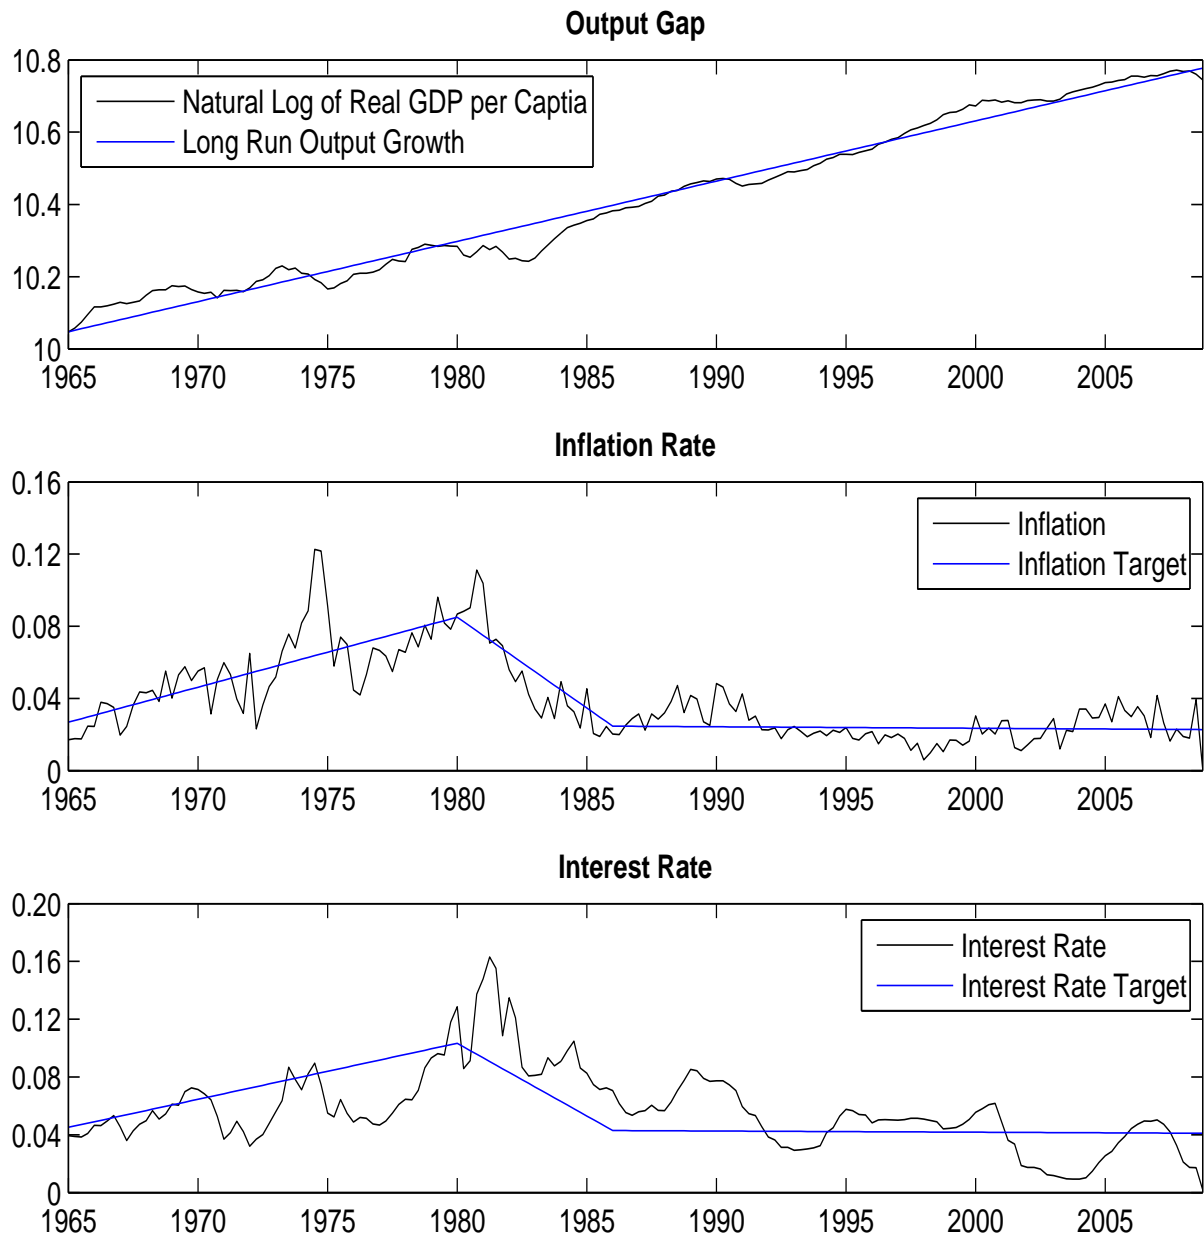 Output Gap
10.8
10.6
10.4
10.2
10
Natural Log of Real GDP per Captia
Long Run Output Growth
1965 1970 1975 1980 1985 1990 1995 2000 2005
Inflation Rate
0.16
0.12
0.08
0.04
0
Inflation
Inflation Target
1965 1970 1975 1980 1985 1990 1995 2000 2005
Interest Rate
0.20
0.16
0.12
0.08
0.04
0
Interest Rate
Interest Rate Target
1965 1970 1975 1980 1985 1990 1995 2000 2005